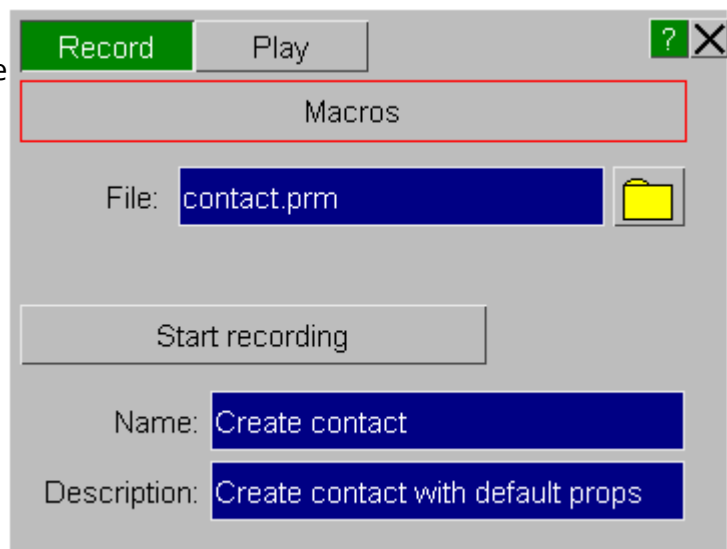 Record Play ?
e
Macros
File: contact.prm
Start recording
Name: Create contact
Description: Create contact with default props